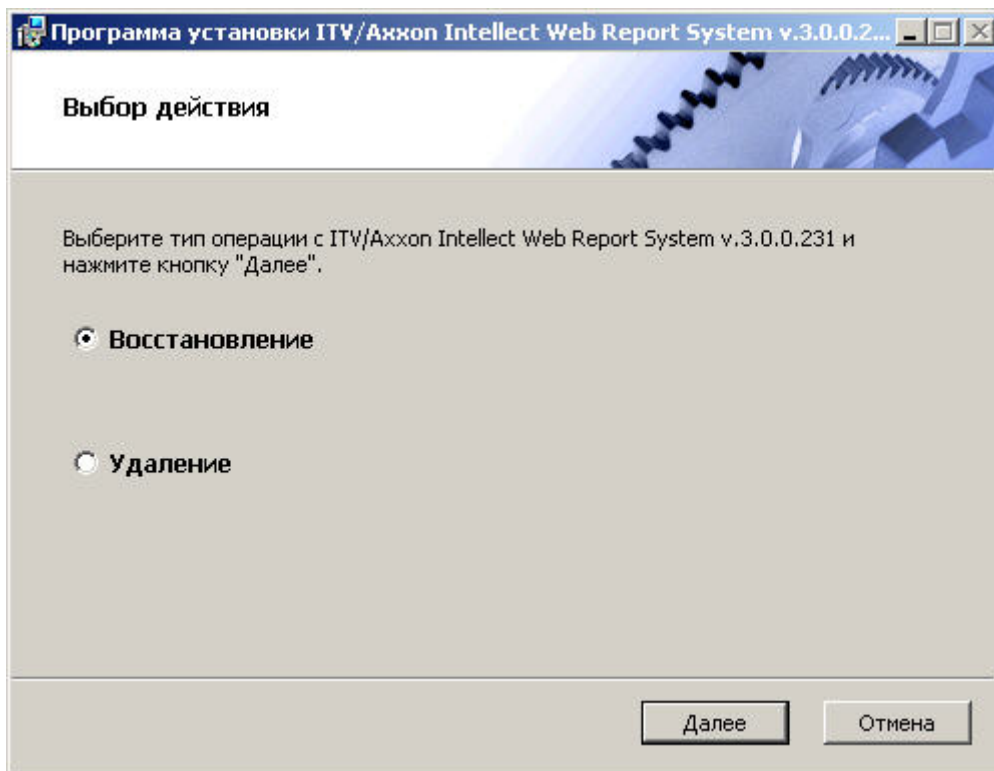 Программа установки ITV/Axxon Intellect Web Report System v.3.0.0.2...
Выбор действия
Выберите тип операции с ITV/Axxon Intellect Web Report System v.3.0.0.231 и
нажмите кнопку "Далее".
Восстановление
Удаление
Далее
Отмена